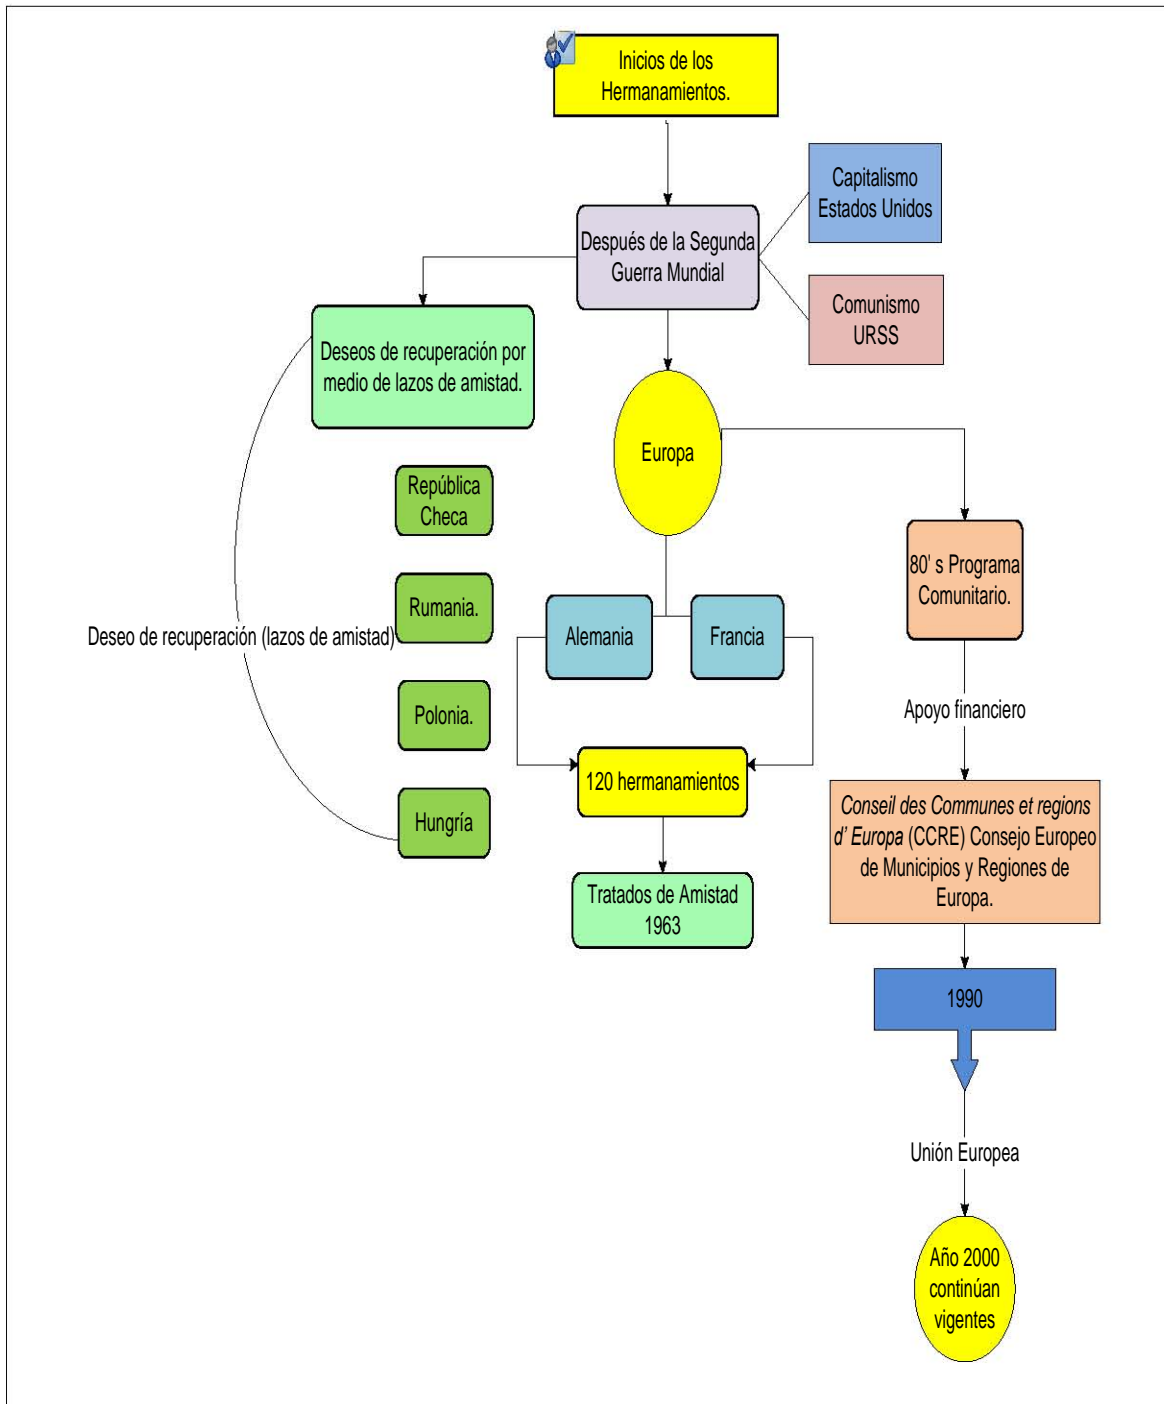 Inicios de los
Hermanamientos.
Capitalismo
Estados Unidos
Después de la Segunda
Guerra Mundial
Comunismo
URSS
Deseos de recuperación por
medio de lazos de amistad.
Europa
República
Checa
80' s Programa
Comunitario.
Rumania.
Deseo de recuperación (lazos de amistad)
Alemania
Francia
Polonia.
Apoyo financiero
120 hermanamientos
Hungría
Conseil des Communes et regions
d' Europa (CCRE) Consejo Europeo
de Municipios y Regiones de
Europa.
Tratados de Amistad
1963
1990
Unión Europea
Año 2000
continúan
vigentes